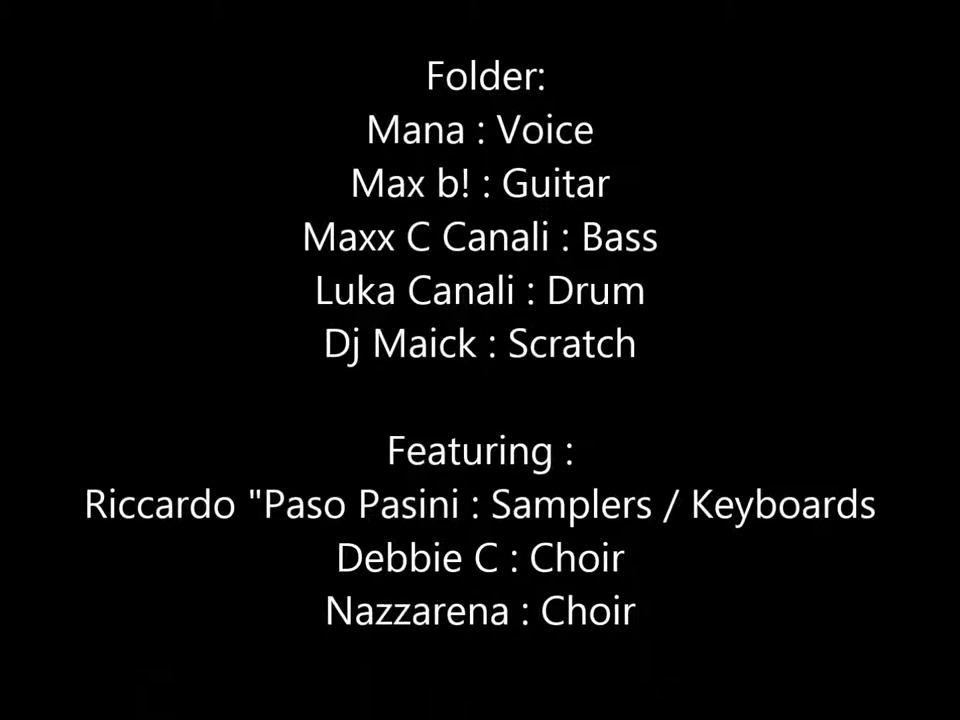 Folder:
Mana : Voice
Max b! : Guitar
Maxx C Canali : Bass
Luka Canali : Drum
Dj Maick : Scratch
Featuring :
Riccardo "Paso Pasini : Samplers / Keyboards
Debbie C : Choir
Nazzarena : Choir